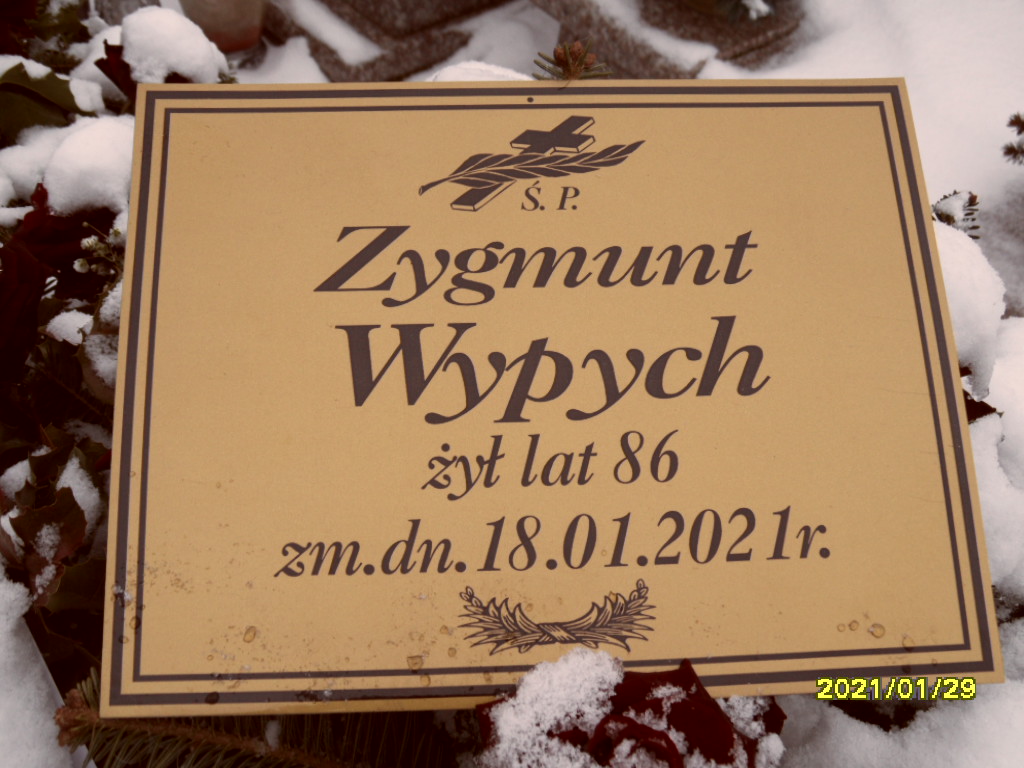 Ś. P.
Zygmunt
Wypych
żył lat 86
zm.dn.18.01.2021r.
2021/01/29